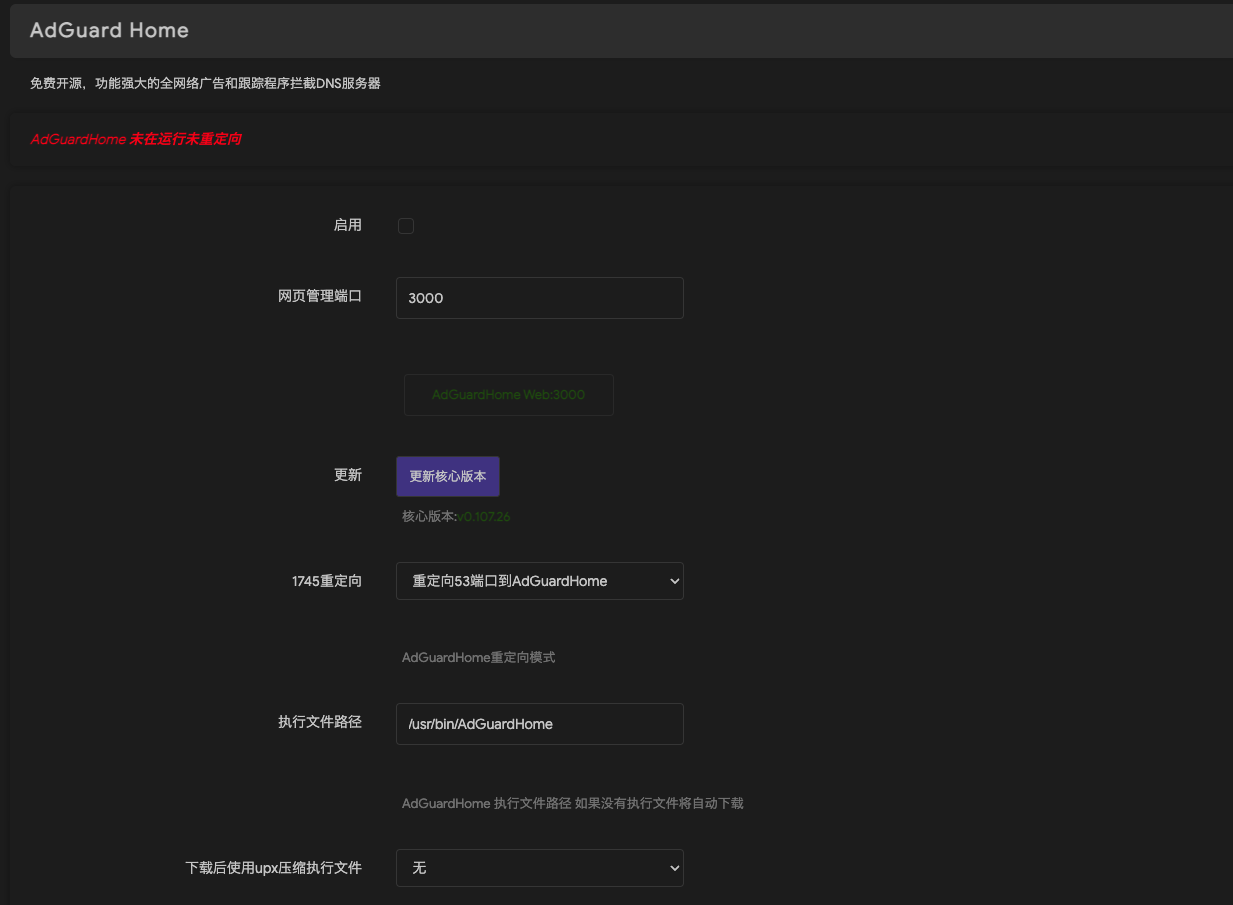 AdGuard Home
免费开源，功能强大的全网络广告和跟踪程序拦截DNS服务器
AdGuardHome 未在运行未重定向
启用
网页管理端口 3000
AdGuardHome Web:3000
更新 更新核心版本
核心版本:v0.107.26
1745重定向 重定向53端口到AdGuardHome
AdGuardHome重定向模式
执行文件路径 /usr/bin/AdGuardHome
AdGuardHome 执行文件路径 如果没有执行文件将自动下载
下载后使用upx压缩执行文件 无